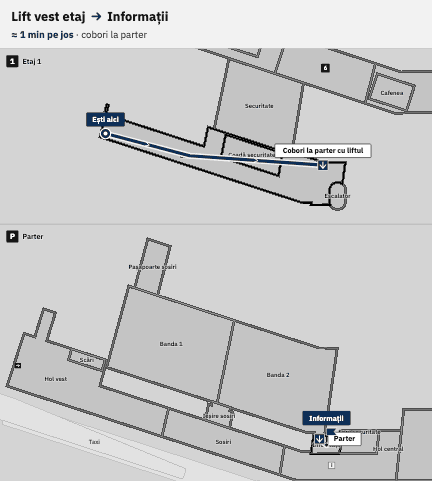 Lift vest etaj → Informații
≈ 1 min pe jos · cobori la parter
1 Etaj 1
6
Cafenea
Securitate
Ești aici
Coadă securitate
Cobori la parter cu liftul
Escalator
P Parter
Pașapoarte sosiri
Banda 1
Scări
Banda 2
Hol vest
Ieșire sosiri
Informații
Parter
Hol central
Taxi
Sosiri